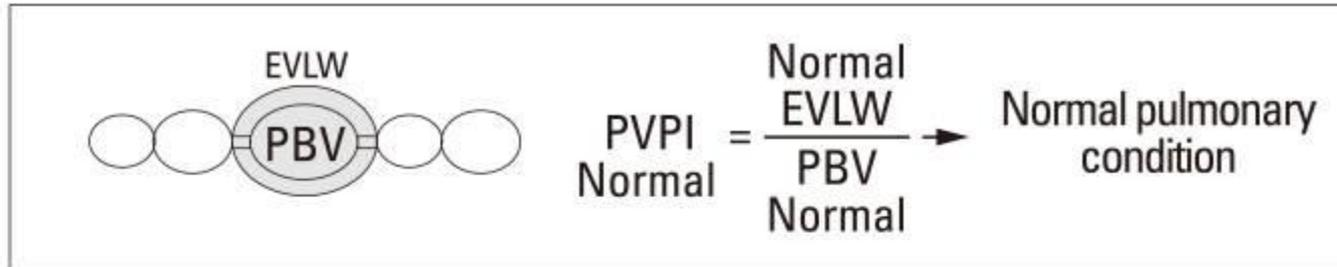 EVLW
PBV
PVPI
Normal
=
Normal
EVLW
PBV
Normal
Normal pulmonary
condition